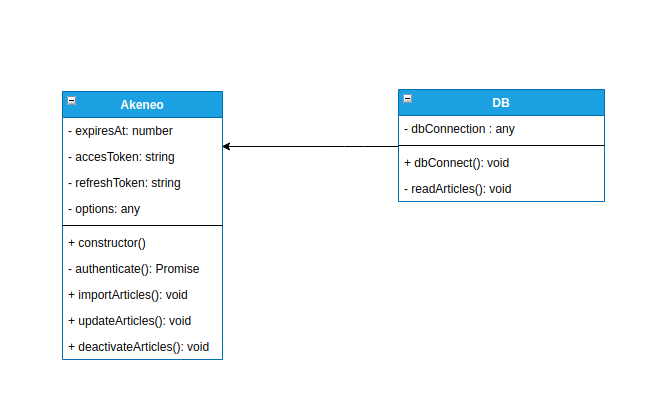 Akeneo
- expiresAt: number
- accesToken: string
- refreshToken: string
- options: any
+ constructor()
- authenticate(): Promise
+ importArticles(): void
+ updateArticles(): void
+ deactivateArticles(): void
DB
- dbConnection : any
+ dbConnect(): void
- readArticles(): void